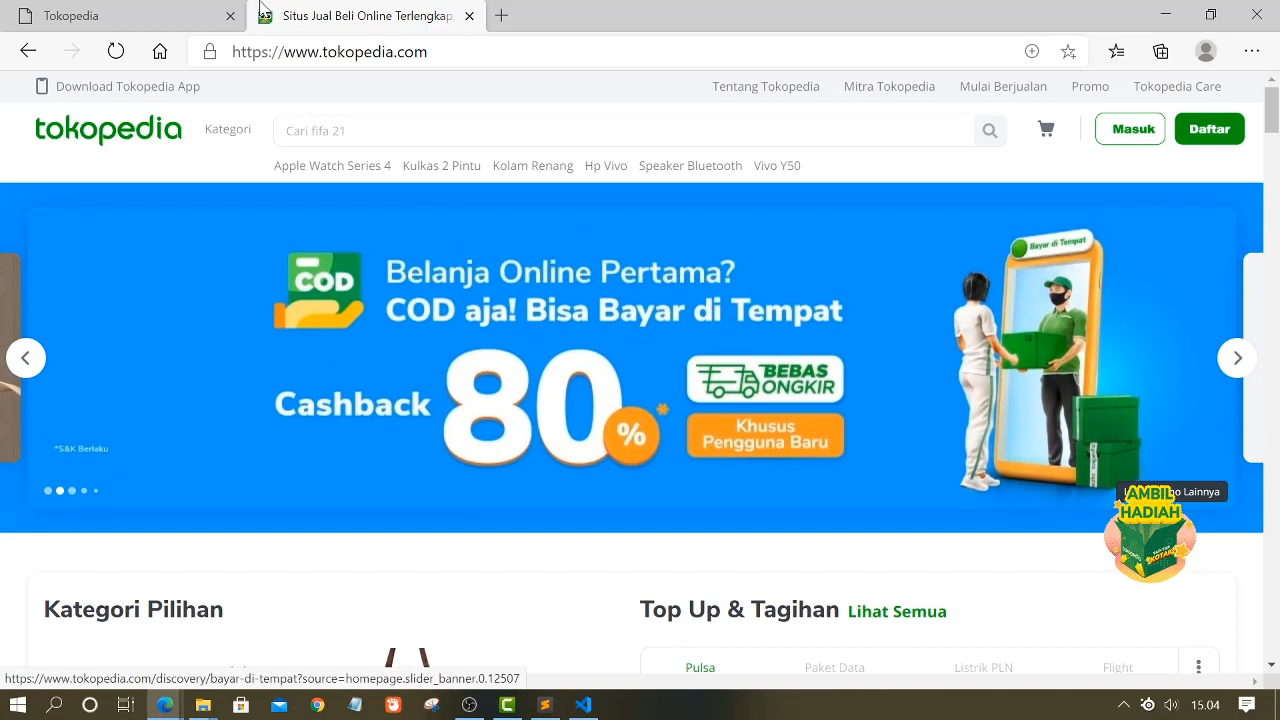 Tokopedia
Situs Jual Beli Online Terlengkap,
https://www.tokopedia.com
Download Tokopedia App
Tentang Tokopedia
Mitra Tokopedia
Mulai Berjualan
Promo
Tokopedia Care
tokopedia
Kategori
Cari fifa 21
Masuk
Daftar
Apple Watch Series 4
Kulkas 2 Pintu
Kolam Renang
Hp Vivo
Speaker Bluetooth
Vivo Y50
COD
Belanja Online Pertama?
COD aja! Bisa Bayar di Tempat
Cashback 80%*
BEBAS
ONGKIR
Khusus
Pengguna Baru
Bayar di Tempat
*S&K Berlaku
Lainnya
AMBIL
HADIAH
Kategori Pilihan
Top Up & Tagihan
Lihat Semua
Pulsa
Paket Data
Listrik PLN
Flight
https://www.tokopedia.com/discovery/bayar-di-tempat?source=homepage.slider_banner.0.12507
15.04